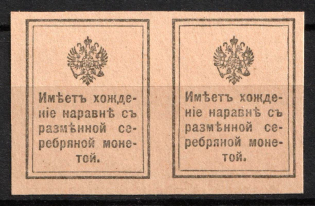 Имѣетъ хожде-
ніе наравнѣ съ
размѣнной се-
ребряной моне-
той.
Имѣетъ хожде-
ніе наравнѣ съ
размѣнной се-
ребряной моне-
той.